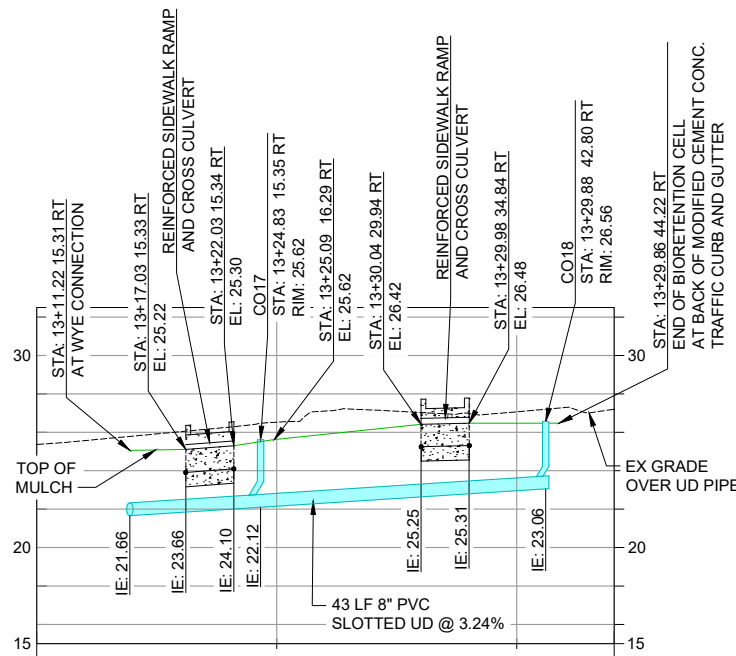 STA: 13+11.22 15.31 RT
AT WYE CONNECTION
STA: 13+17.03 15.33 RT
EL: 25.22
REINFORCED SIDEWALK RAMP
AND CROSS CULVERT
STA: 13+22.03 15.34 RT
EL: 25.30
CO17
STA: 13+24.83 15.35 RT
RIM: 25.62
STA: 13+25.09 16.29 RT
EL: 25.62
STA: 13+30.04 29.94 RT
EL: 26.42
REINFORCED SIDEWALK RAMP
AND CROSS CULVERT
STA: 13+29.98 34.84 RT
EL: 26.48
CO18
STA: 13+29.88 42.80 RT
RIM: 26.56
STA: 13+29.86 44.22 RT
END OF BIORETENTION CELL
AT BACK OF MODIFIED CEMENT CONC.
TRAFFIC CURB AND GUTTER
30
30
TOP OF
MULCH
EX GRADE
OVER UD PIPE
20
20
IE: 21.66
IE: 23.66
IE: 24.10
IE: 22.12
IE: 25.25
IE: 25.31
IE: 23.06
43 LF 8" PVC
SLOTTED UD @ 3.24%
15
15